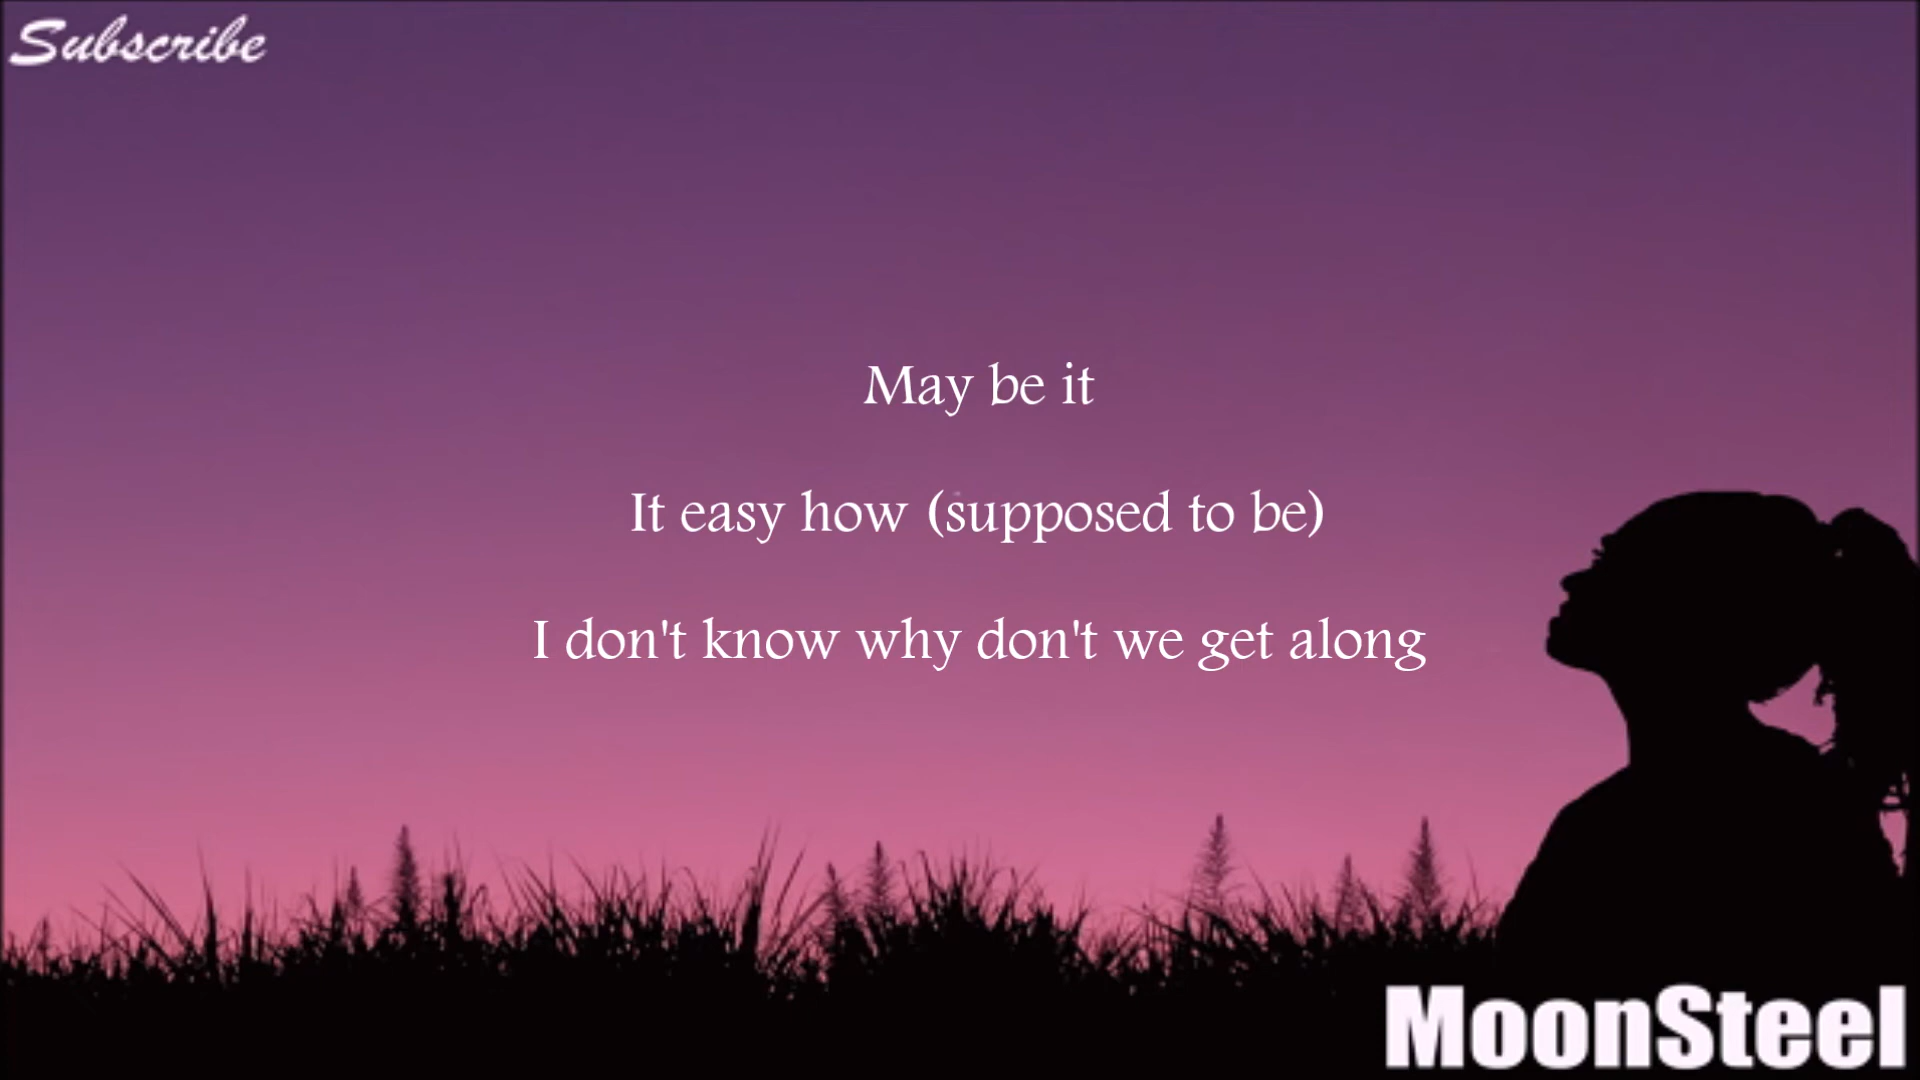 Subscribe
May be it
It easy how (supposed to be)
I don't know why don't we get along
MoonSteel